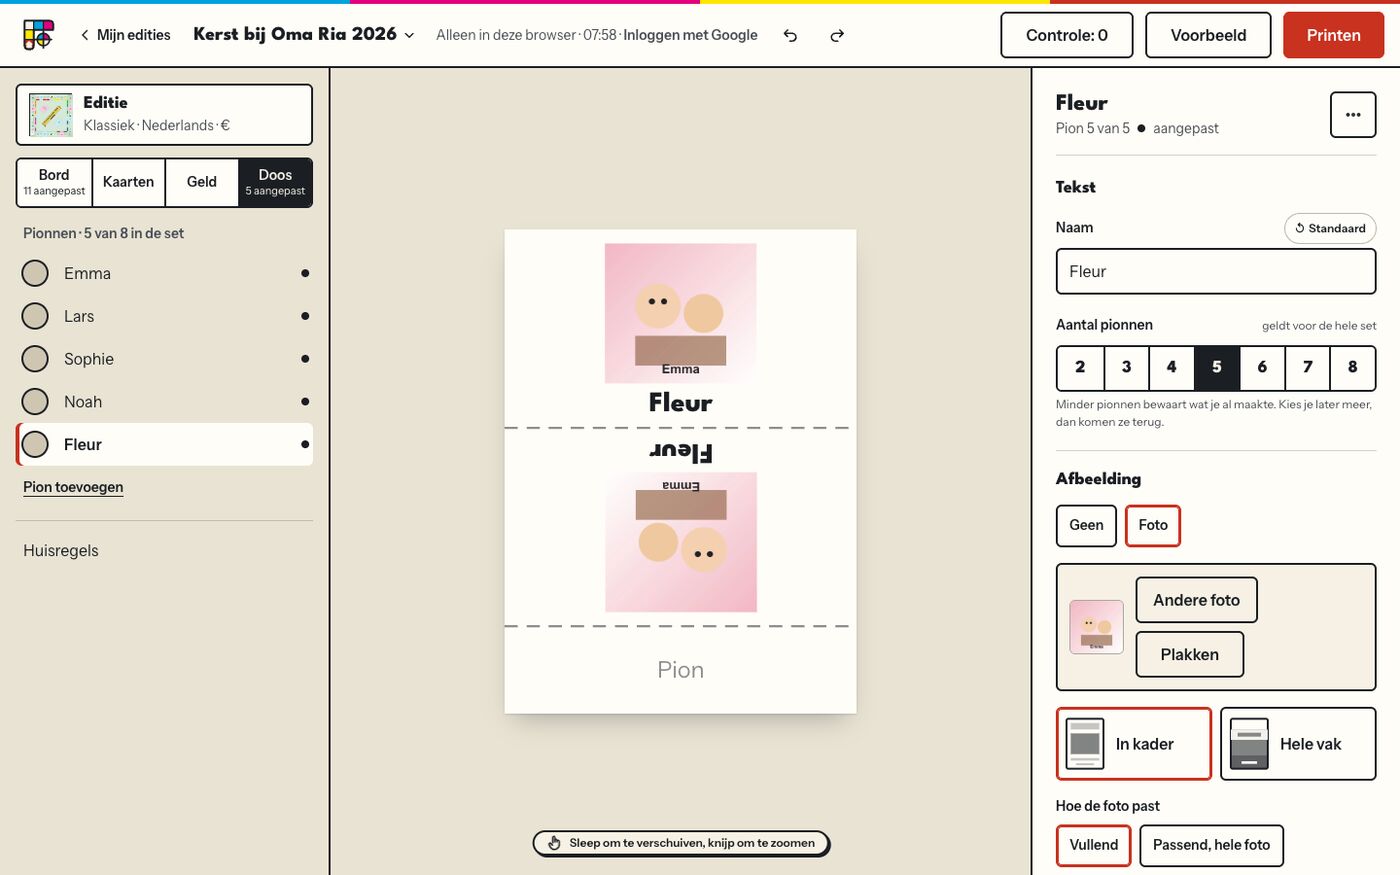 Mijn edities
Kerst bij Oma Ria 2026
Alleen in deze browser · 07:58 · Inloggen met Google
Controle: 0
Voorbeeld
Printen
Editie
Klassiek · Nederlands · €
Bord
11 aangepast
Kaarten
Geld
Doos
5 aangepast
Pionnen · 5 van 8 in de set
Emma
Lars
Sophie
Noah
Fleur
Pion toevoegen
Huisregels
Emma
Fleur
Fleur
Emma
Pion
Sleep om te verschuiven, knijp om te zoomen
Fleur
Pion 5 van 5 ● aangepast
Tekst
Naam
Standaard
Fleur
Aantal pionnen
geldt voor de hele set
2 3 4 5 6 7 8
Minder pionnen bewaart wat je al maakte. Kies je later meer,
dan komen ze terug.
Afbeelding
Geen
Foto
Emma
Andere foto
Plakken
In kader
Hele vak
Hoe de foto past
Vullend
Passend, hele foto